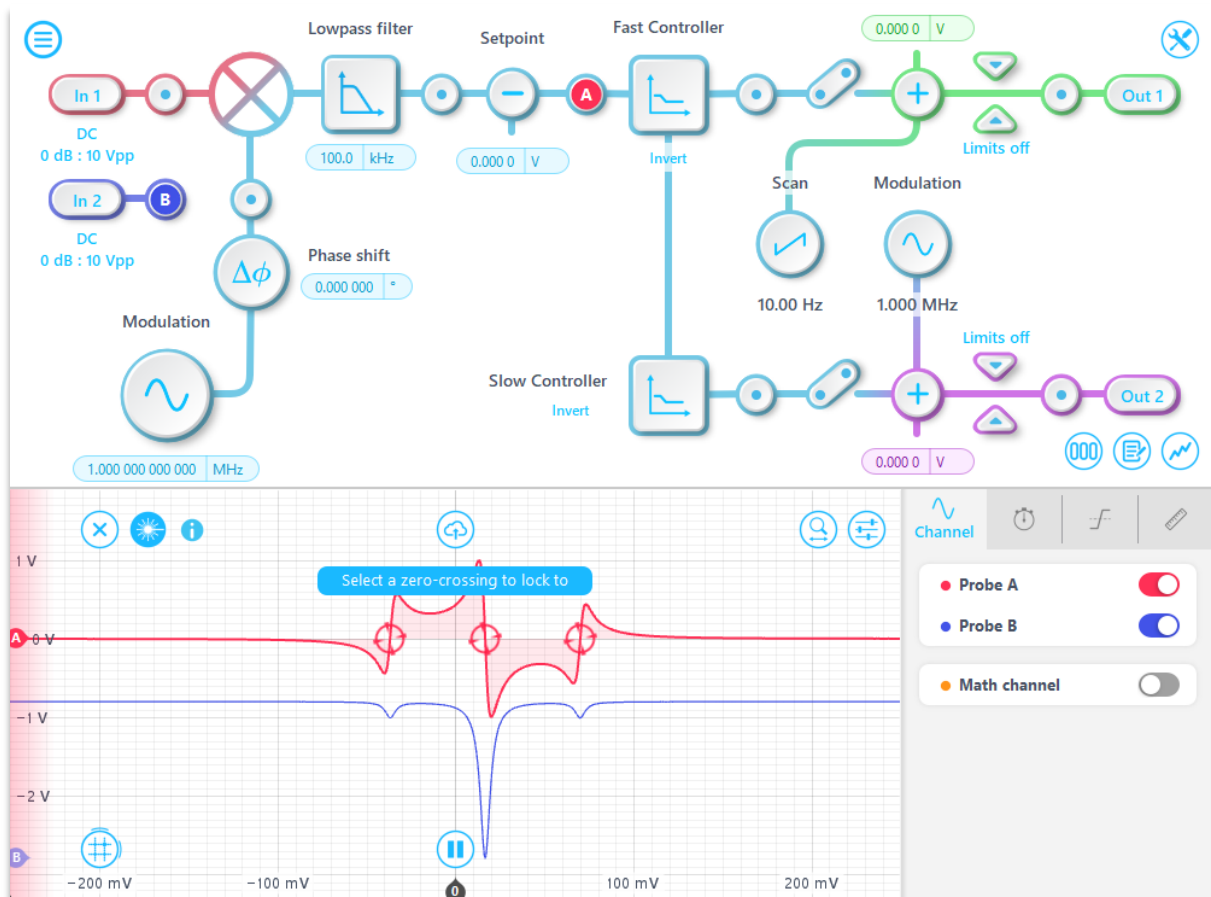 Lowpass filter
Setpoint
Fast Controller
0.000 0 V
In 1
A
Out 1
DC
0 dB : 10 Vpp
100.0 kHz
0.000 0 V
Invert
Limits off
In 2
B
Scan
Modulation
DC
0 dB : 10 Vpp
Phase shift
Δϕ
0.000 000 °
10.00 Hz
1.000 MHz
Modulation
Limits off
Slow Controller
Invert
Out 2
1.000 000 000 000 MHz
0.000 0 V
i
Channel
1 V
Select a zero-crossing to lock to
Probe A
Probe B
A
0 V
Math channel
−1 V
−2 V
B
−200 mV
−100 mV
0
100 mV
200 mV